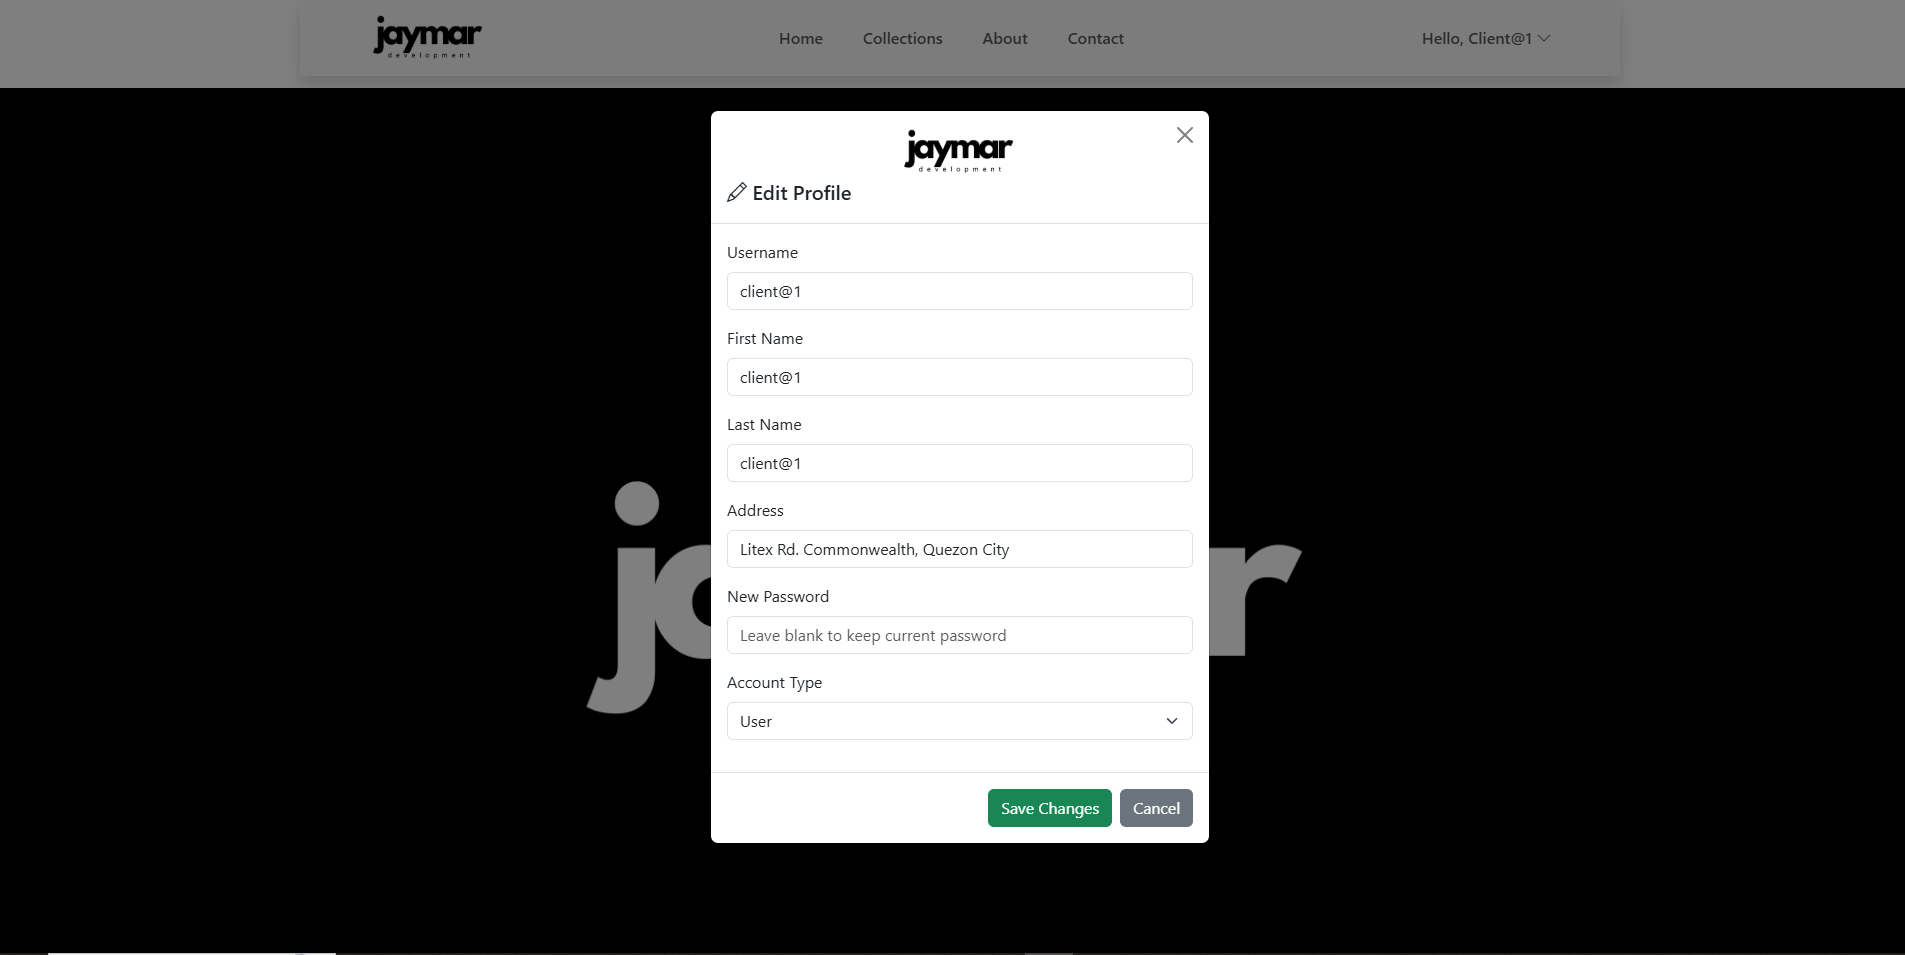 jaymar
development
Home
Collections
About
Contact
Hello, Client@1
jaymar
development
Edit Profile
Username
client@1
First Name
client@1
Last Name
client@1
Address
Litex Rd. Commonwealth, Quezon City
New Password
Leave blank to keep current password
Account Type
User
Save Changes
Cancel